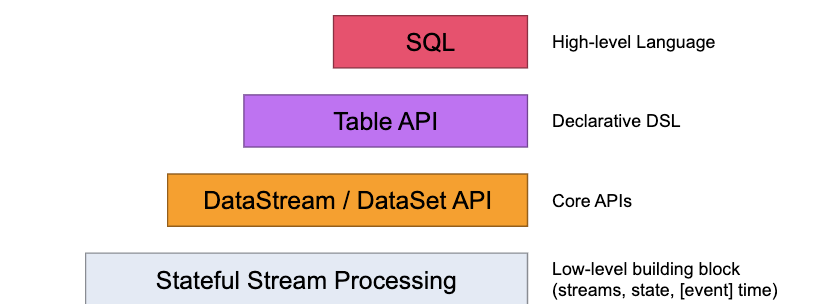 SQL
High-level Language
Table API
Declarative DSL
DataStream / DataSet API
Core APIs
Stateful Stream Processing
Low-level building block
(streams, state, [event] time)